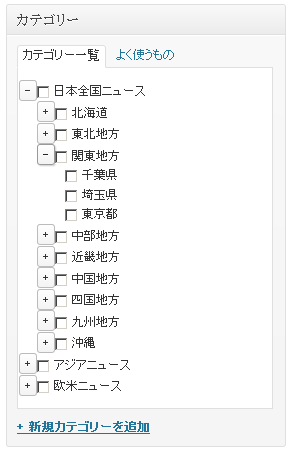 カテゴリー
カテゴリー一覧 よく使うもの
- 日本全国ニュース
+ 北海道
+ 東北地方
- 関東地方
千葉県
埼玉県
東京都
+ 中部地方
+ 近畿地方
+ 中国地方
+ 四国地方
+ 九州地方
+ 沖縄
+ アジアニュース
+ 欧米ニュース
+ 新規カテゴリーを追加